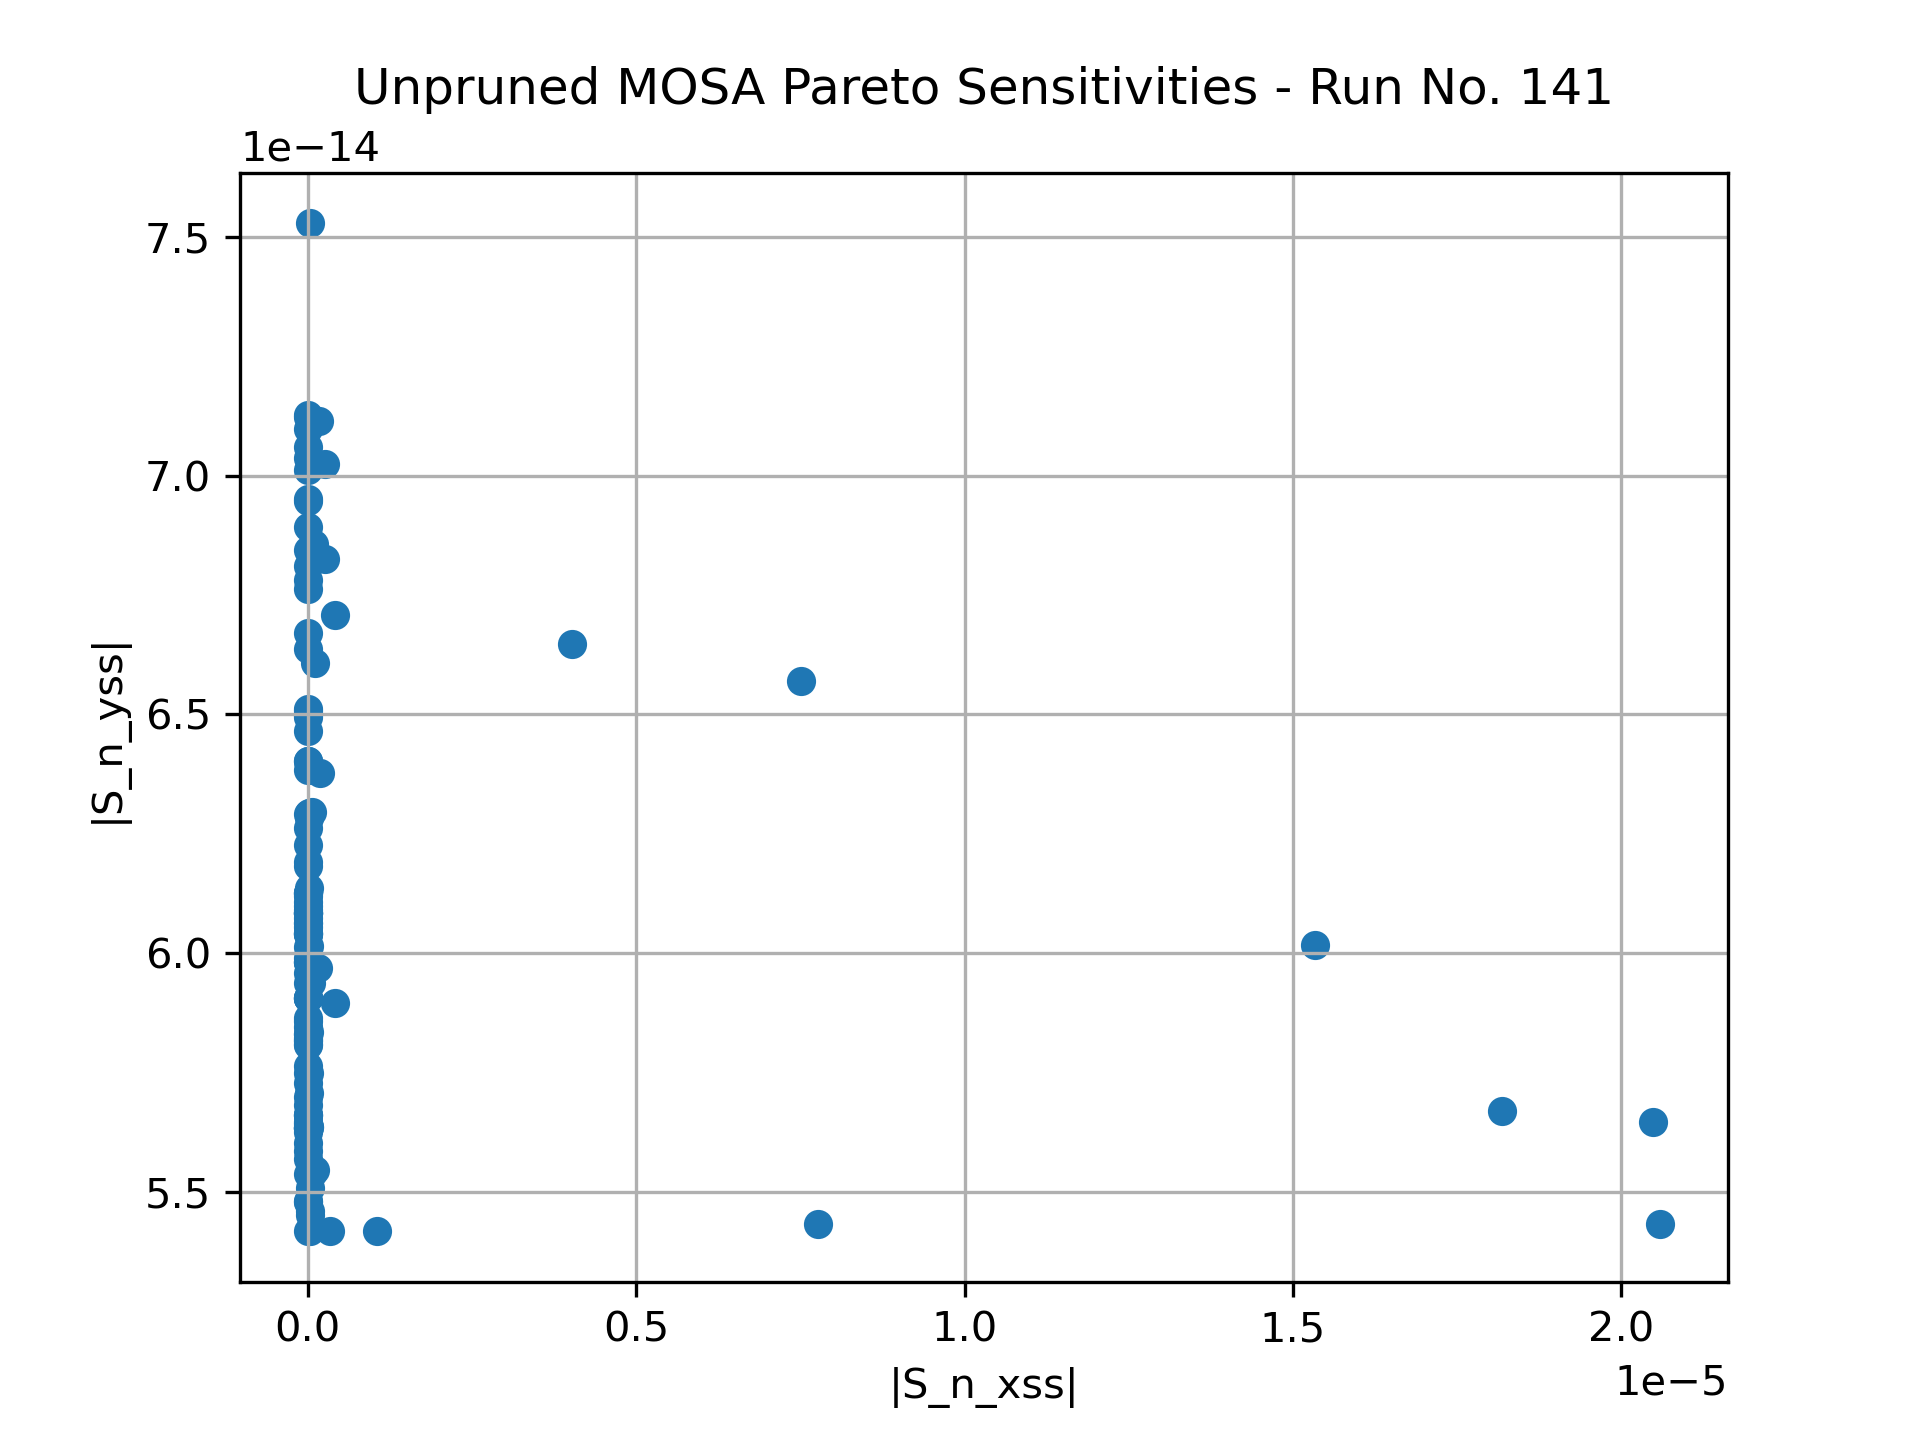 Unpruned MOSA Pareto Sensitivities - Run No. 141
1e−14
7.5
7.0
6.5
6.0
5.5
|S_n_yss|
0.0 0.5 1.0 1.5 2.0
1e−5
|S_n_xss|